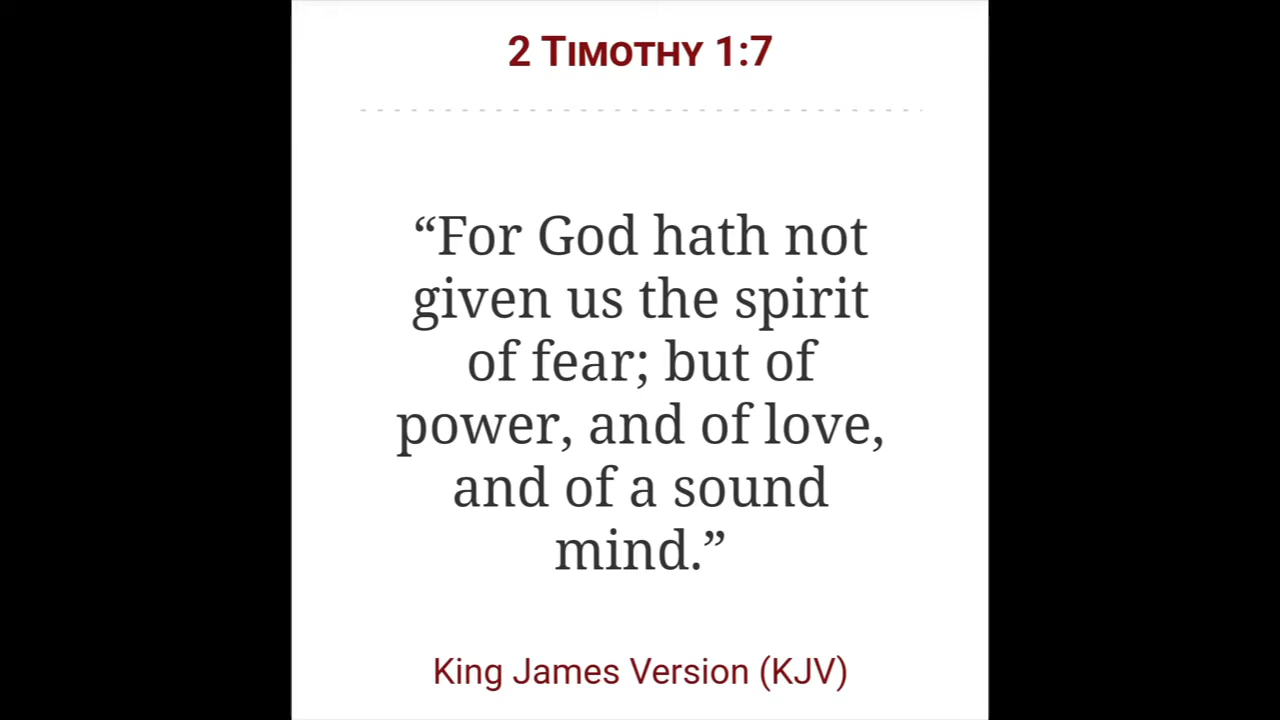 2 Timothy 1:7
“For God hath not
given us the spirit
of fear; but of
power, and of love,
and of a sound
mind.”
King James Version (KJV)